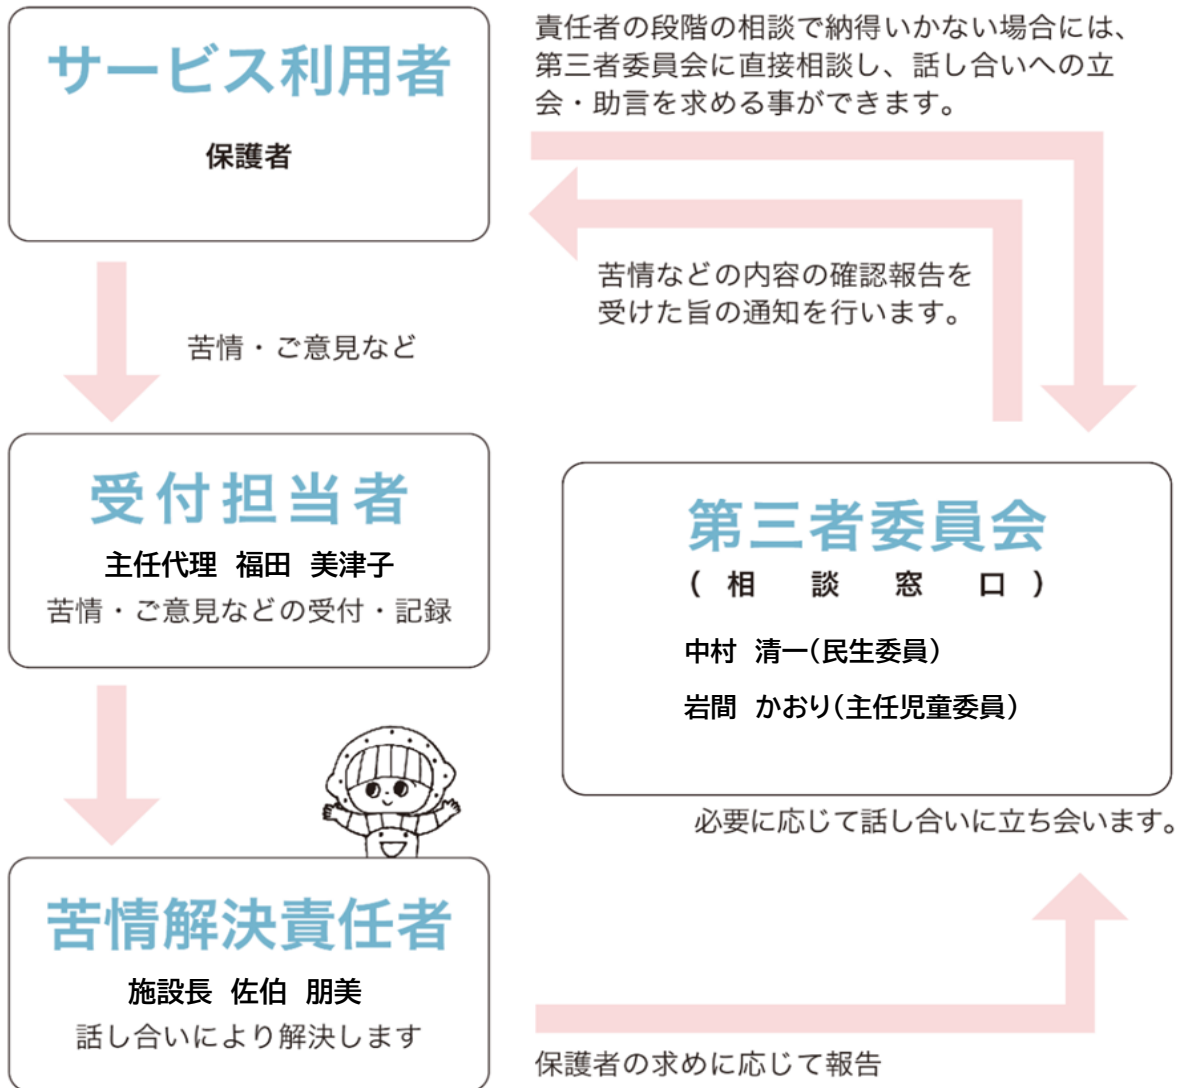 サービス利用者
保護者
責任者の段階の相談で納得いかない場合には、
第三者委員会に直接相談し、話し合いへの立
会・助言を求める事ができます。
苦情などの内容の確認報告を
受けた旨の通知を行います。
苦情・ご意見など
受付担当者
主任代理 福田 美津子
苦情・ご意見などの受付・記録
第三者委員会
(相談窓口)
中村 清一(民生委員)
岩間 かおり(主任児童委員)
必要に応じて話し合いに立ち会います。
苦情解決責任者
施設長 佐伯 朋美
話し合いにより解決します
保護者の求めに応じて報告